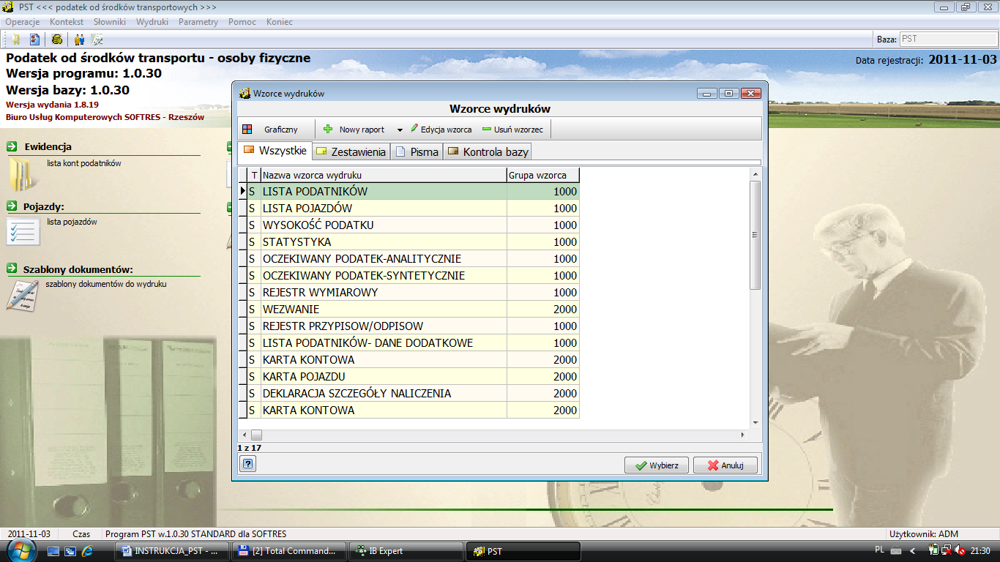 PST <<< podatek od środków transportowych >>>
Operacje Kontekst Słowniki Wydruki Parametry Pomoc Koniec
Baza: PST
Podatek od środków transportu - osoby fizyczne
Data rejestracji: 2011-11-03
Wersja programu: 1.0.30
Wersja bazy: 1.0.30
Wersja wydania 1.8.19
Biuro Usług Komputerowych SOFTRES - Rzeszów
Ewidencja
lista kont podatników
Pojazdy:
lista pojazdów
Szablony dokumentów:
szablony dokumentów do wydruku
Wzorce wydruków
Wzorce wydruków
Graficzny Nowy raport Edycja wzorca Usuń wzorzec
Wszystkie Zestawienia Pisma Kontrola bazy
T Nazwa wzorca wydruku Grupa wzorca
S LISTA PODATNIKÓW 1000
S LISTA POJAZDÓW 1000
S WYSOKOŚĆ PODATKU 1000
S STATYSTYKA 1000
S OCZEKIWANY PODATEK-ANALITYCZNIE 1000
S OCZEKIWANY PODATEK-SYNTETYCZNIE 1000
S REJESTR WYMIAROWY 1000
S WEZWANIE 2000
S REJESTR PRZYPISOW/ODPISOW 1000
S LISTA PODATNIKÓW- DANE DODATKOWE 1000
S KARTA KONTOWA 2000
S KARTA POJAZDU 2000
S DEKLARACJA SZCZEGÓŁY NALICZENIA 2000
S KARTA KONTOWA 2000
1 z 17
Wybierz Anuluj
2011-11-03 Czas Program PST w.1.0.30 STANDARD dla SOFTRES Użytkownik: ADM
INSTRUKCJA_PST - ... [2] Total Command... IB Expert PST PL 21:30